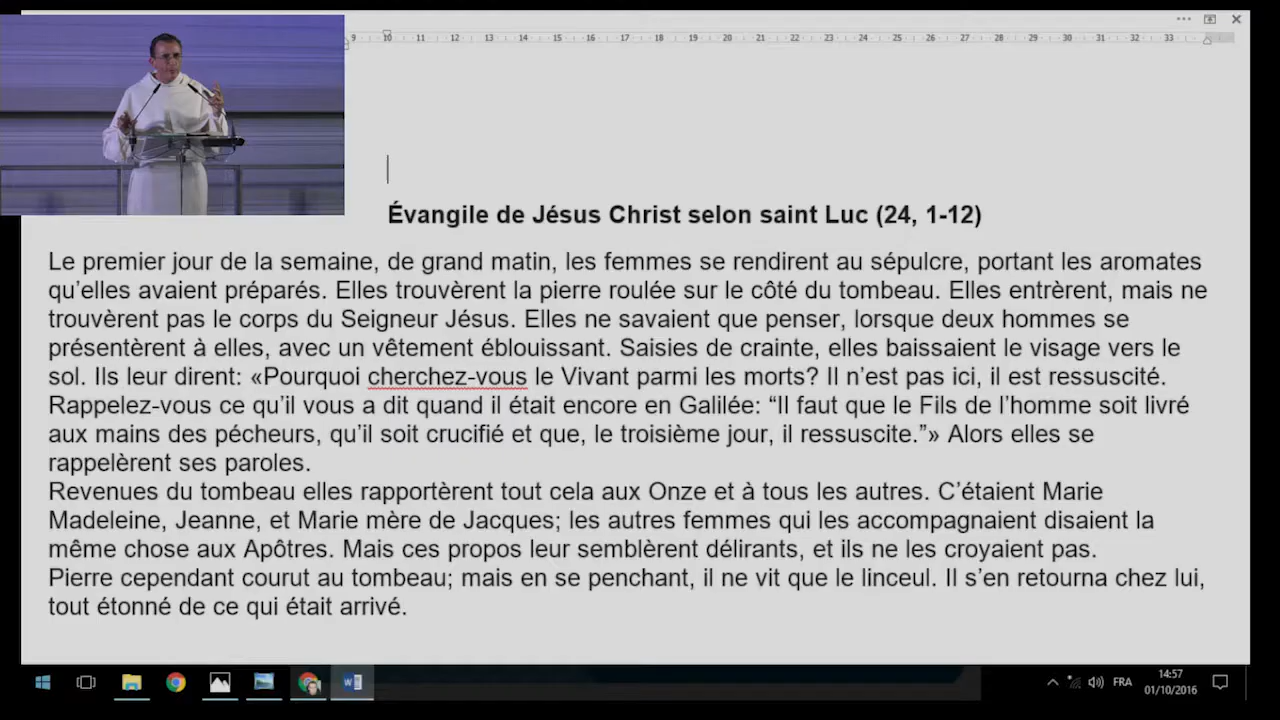 9 10 11 12 13 14 15 16 17 18 19 20 21 22 23 24 25 26 27 28 29 30 31 32 33
Évangile de Jésus Christ selon saint Luc (24, 1-12)
Le premier jour de la semaine, de grand matin, les femmes se rendirent au sépulcre, portant les aromates
qu’elles avaient préparés. Elles trouvèrent la pierre roulée sur le côté du tombeau. Elles entrèrent, mais ne
trouvèrent pas le corps du Seigneur Jésus. Elles ne savaient que penser, lorsque deux hommes se
présentèrent à elles, avec un vêtement éblouissant. Saisies de crainte, elles baissaient le visage vers le
sol. Ils leur dirent: «Pourquoi cherchez-vous le Vivant parmi les morts? Il n’est pas ici, il est ressuscité.
Rappelez-vous ce qu’il vous a dit quand il était encore en Galilée: “Il faut que le Fils de l’homme soit livré
aux mains des pécheurs, qu’il soit crucifié et que, le troisième jour, il ressuscite.”» Alors elles se
rappelèrent ses paroles.
Revenues du tombeau elles rapportèrent tout cela aux Onze et à tous les autres. C’étaient Marie
Madeleine, Jeanne, et Marie mère de Jacques; les autres femmes qui les accompagnaient disaient la
même chose aux Apôtres. Mais ces propos leur semblèrent délirants, et ils ne les croyaient pas.
Pierre cependant courut au tombeau; mais en se penchant, il ne vit que le linceul. Il s’en retourna chez lui,
tout étonné de ce qui était arrivé.
FRA
14:57
01/10/2016